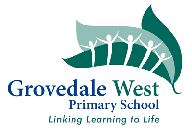 Grovedale West
Primary School
Linking Learning to Life